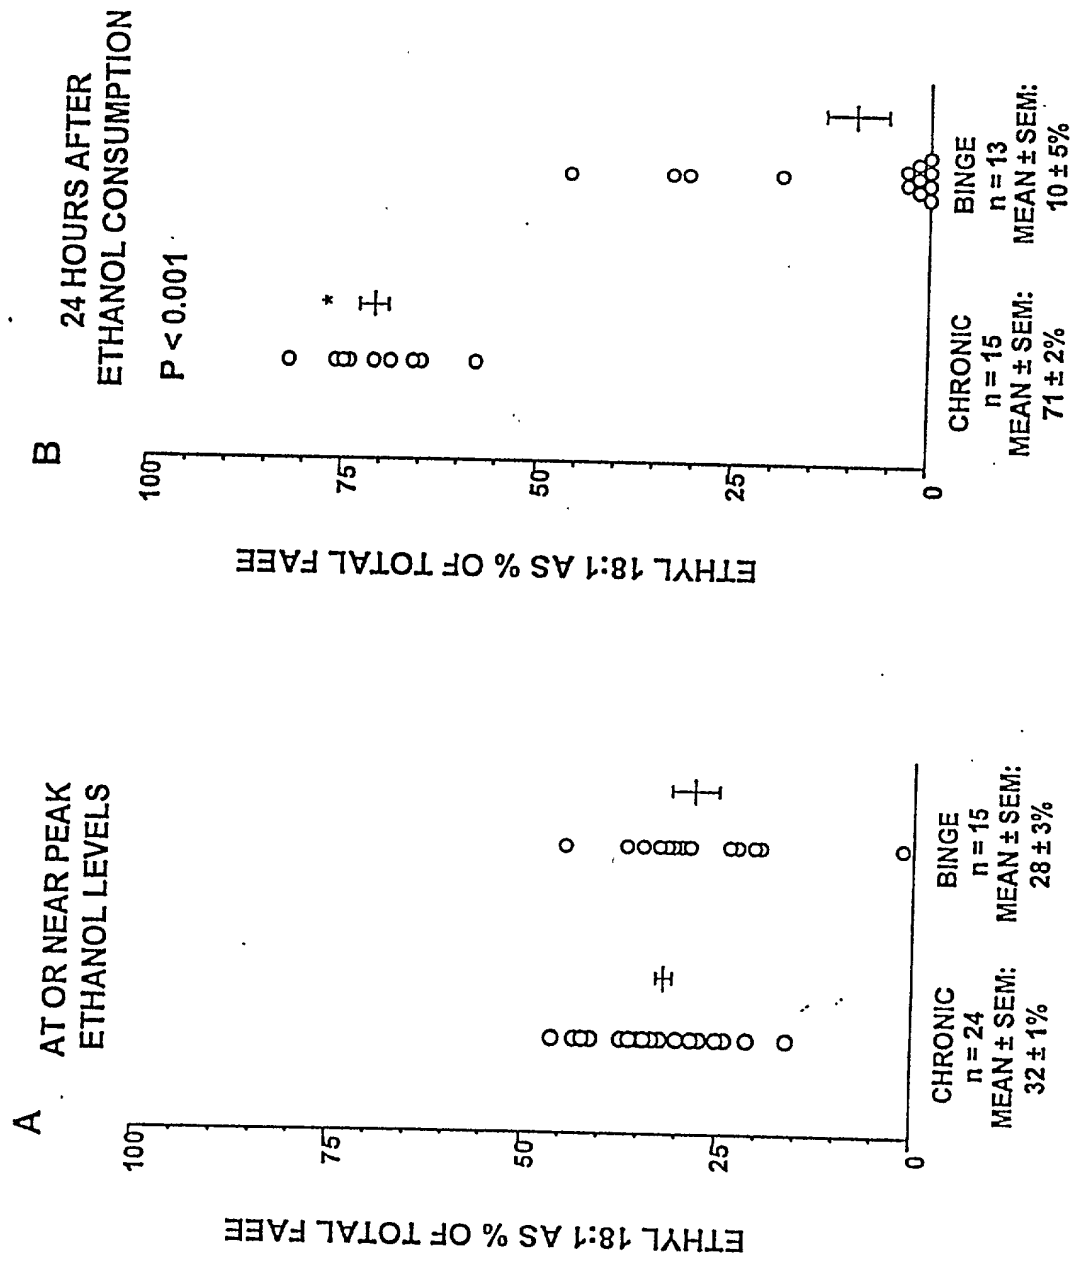 A
AT OR NEAR PEAK
ETHANOL LEVELS
ETHYL 18:1 AS % OF TOTAL FAEE
100
75
50
25
0
CHRONIC
n = 24
MEAN ± SEM:
32 ± 1%
BINGE
n = 15
MEAN ± SEM:
28 ± 3%
B
24 HOURS AFTER
ETHANOL CONSUMPTION
P < 0.001
ETHYL 18:1 AS % OF TOTAL FAEE
100
75
50
25
0
*
CHRONIC
n = 15
MEAN ± SEM:
71 ± 2%
BINGE
n = 13
MEAN ± SEM:
10 ± 5%